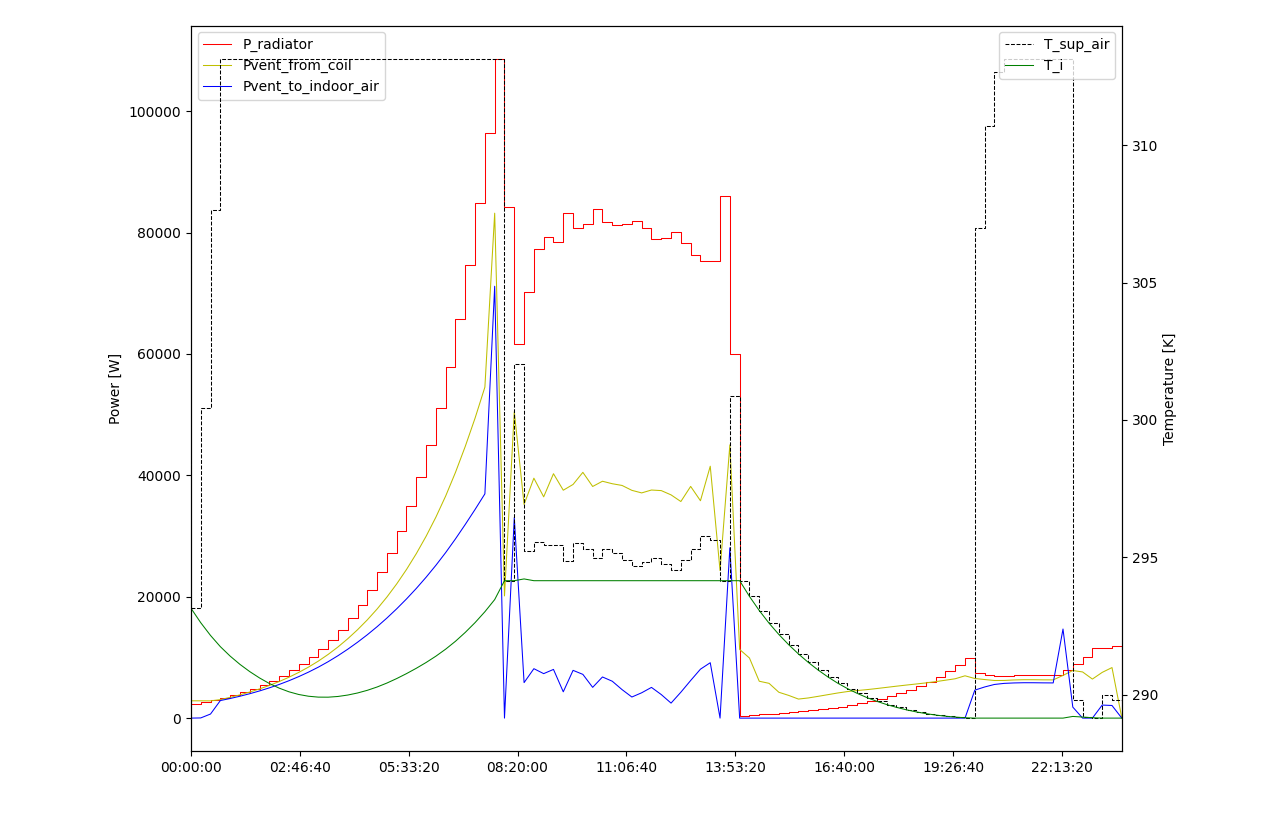 P_radiator
Pvent_from_coil
Pvent_to_indoor_air
T_sup_air
T_i
100000
80000
60000
40000
20000
0
Power [W]
310
305
300
295
290
Temperature [K]
00:00:00 02:46:40 05:33:20 08:20:00 11:06:40 13:53:20 16:40:00 19:26:40 22:13:20